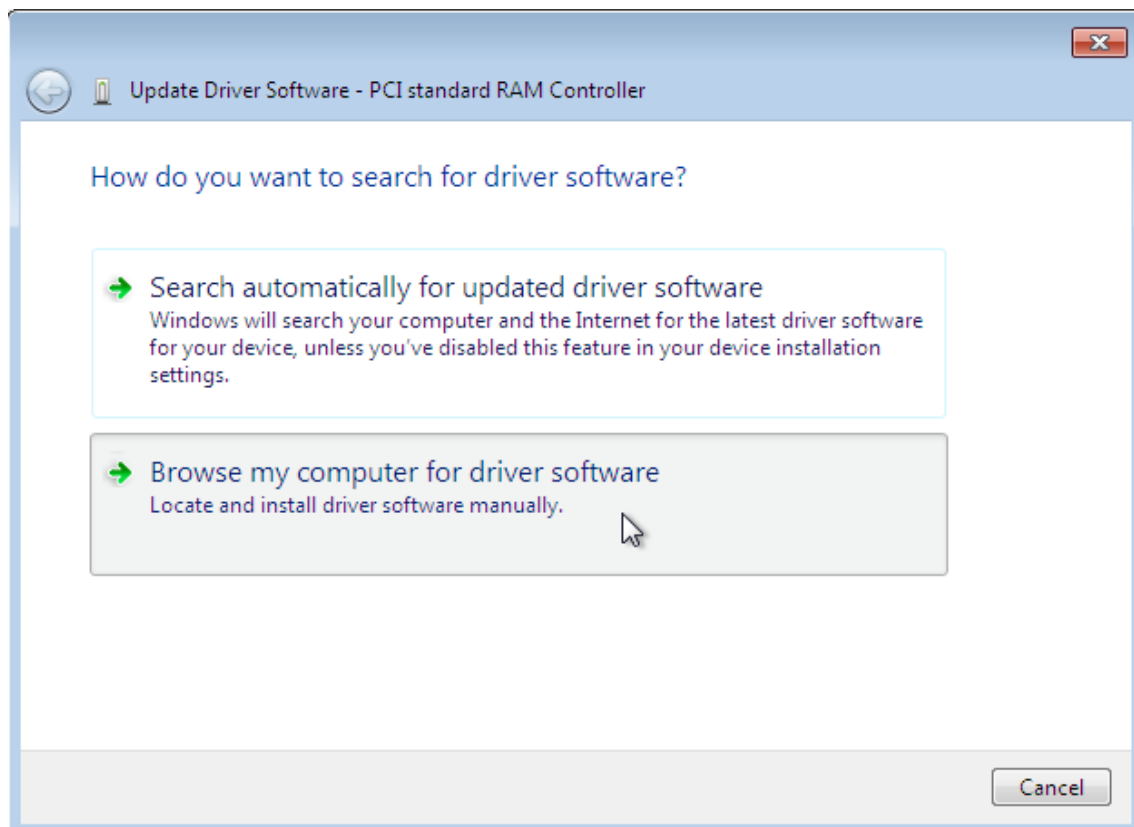 Update Driver Software - PCI standard RAM Controller
How do you want to search for driver software?
Search automatically for updated driver software
Windows will search your computer and the Internet for the latest driver software
for your device, unless you've disabled this feature in your device installation
settings.
Browse my computer for driver software
Locate and install driver software manually.
Cancel